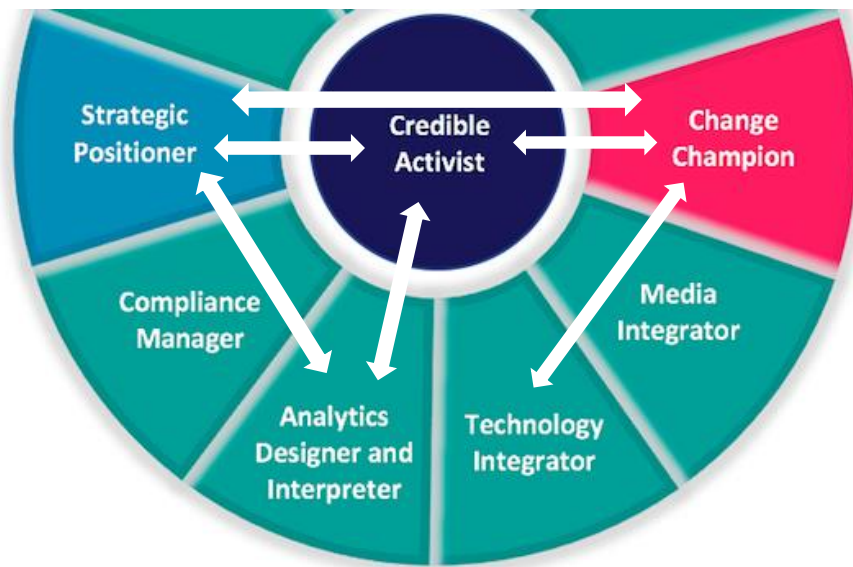 Strategic
Positioner
Credible
Activist
Change
Champion
Compliance
Manager
Media
Integrator
Analytics
Designer and
Interpreter
Technology
Integrator